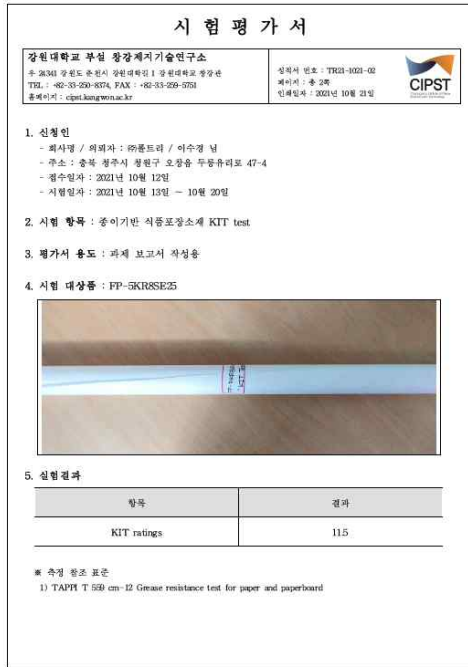 시 험 평 가 서
강원대학교 부설 창강제지기술연구소
우 24341 강원도 춘천시 강원대학길 1 강원대학교 창강관
TEL : +82-33-250-8374, FAX : +82-33-259-5751
홈페이지 : cipst.kangwon.ac.kr
성적서 번호 : TR21-1021-02
페이지 : 총 2쪽
인쇄일자 : 2021년 10월 21일
CIPST
1. 신청인
- 회사명 / 의뢰자 : ㈜폴트리 / 이수경 님
- 주소 : 충북 청주시 청원구 오창읍 두릉유리로 47-4
- 접수일자 : 2021년 10월 12일
- 시험일자 : 2021년 10월 13일 ~ 10월 20일
2. 시험 항목 : 종이기반 식품포장소재 KIT test
3. 평가서 용도 : 과제 보고서 작성용
4. 시험 대상품 : FP-5KR8SE25
5. 실험결과
항목 결과
KIT ratings 11.5
※ 측정 참조 표준
1) TAPPI T 559 cm-12 Grease resistance test for paper and paperboard